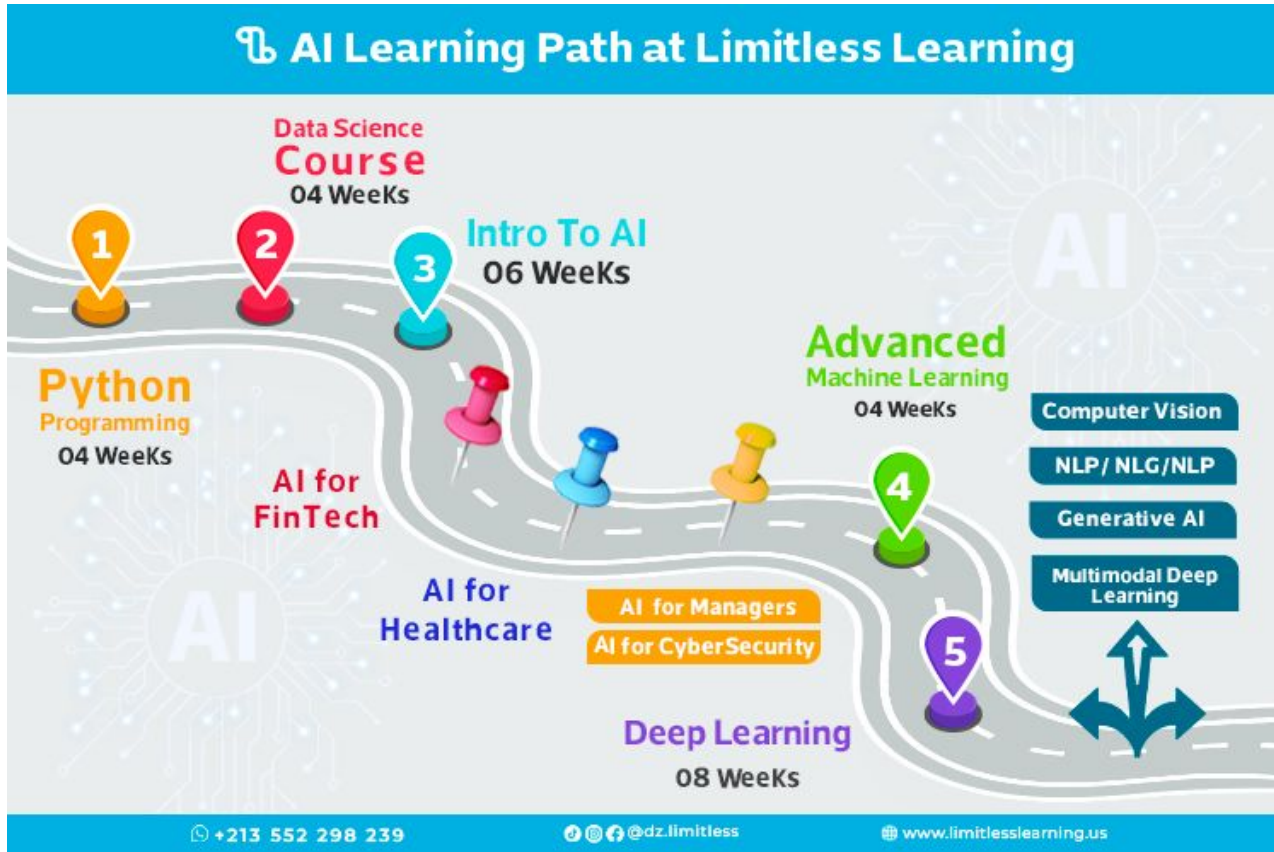 AI Learning Path at Limitless Learning
Data Science
Course
04 WeeKs
1
2
3
Intro To AI
06 WeeKs
Python
Programming
04 WeeKs
AI for
FinTech
AI for
Healthcare
AI for Managers
AI for CyberSecurity
Advanced
Machine Learning
04 WeeKs
4
5
Deep Learning
08 WeeKs
Computer Vision
NLP/ NLG/NLP
Generative AI
Multimodal Deep
Learning
AI
AI
+213 552 298 239
@dz.limitless
www.limitlesslearning.us